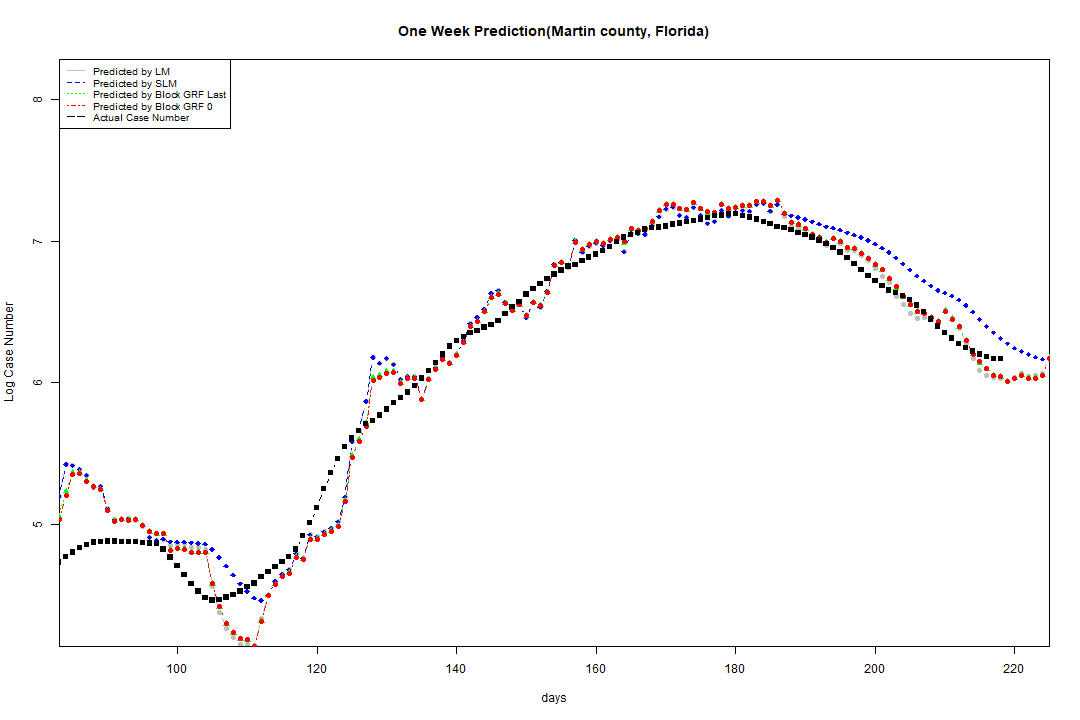 One Week Prediction(Martin county, Florida)
Predicted by LM
Predicted by SLM
Predicted by Block GRF Last
Predicted by Block GRF 0
Actual Case Number
8
7
6
5
Log Case Number
100 120 140 160 180 200 220
days